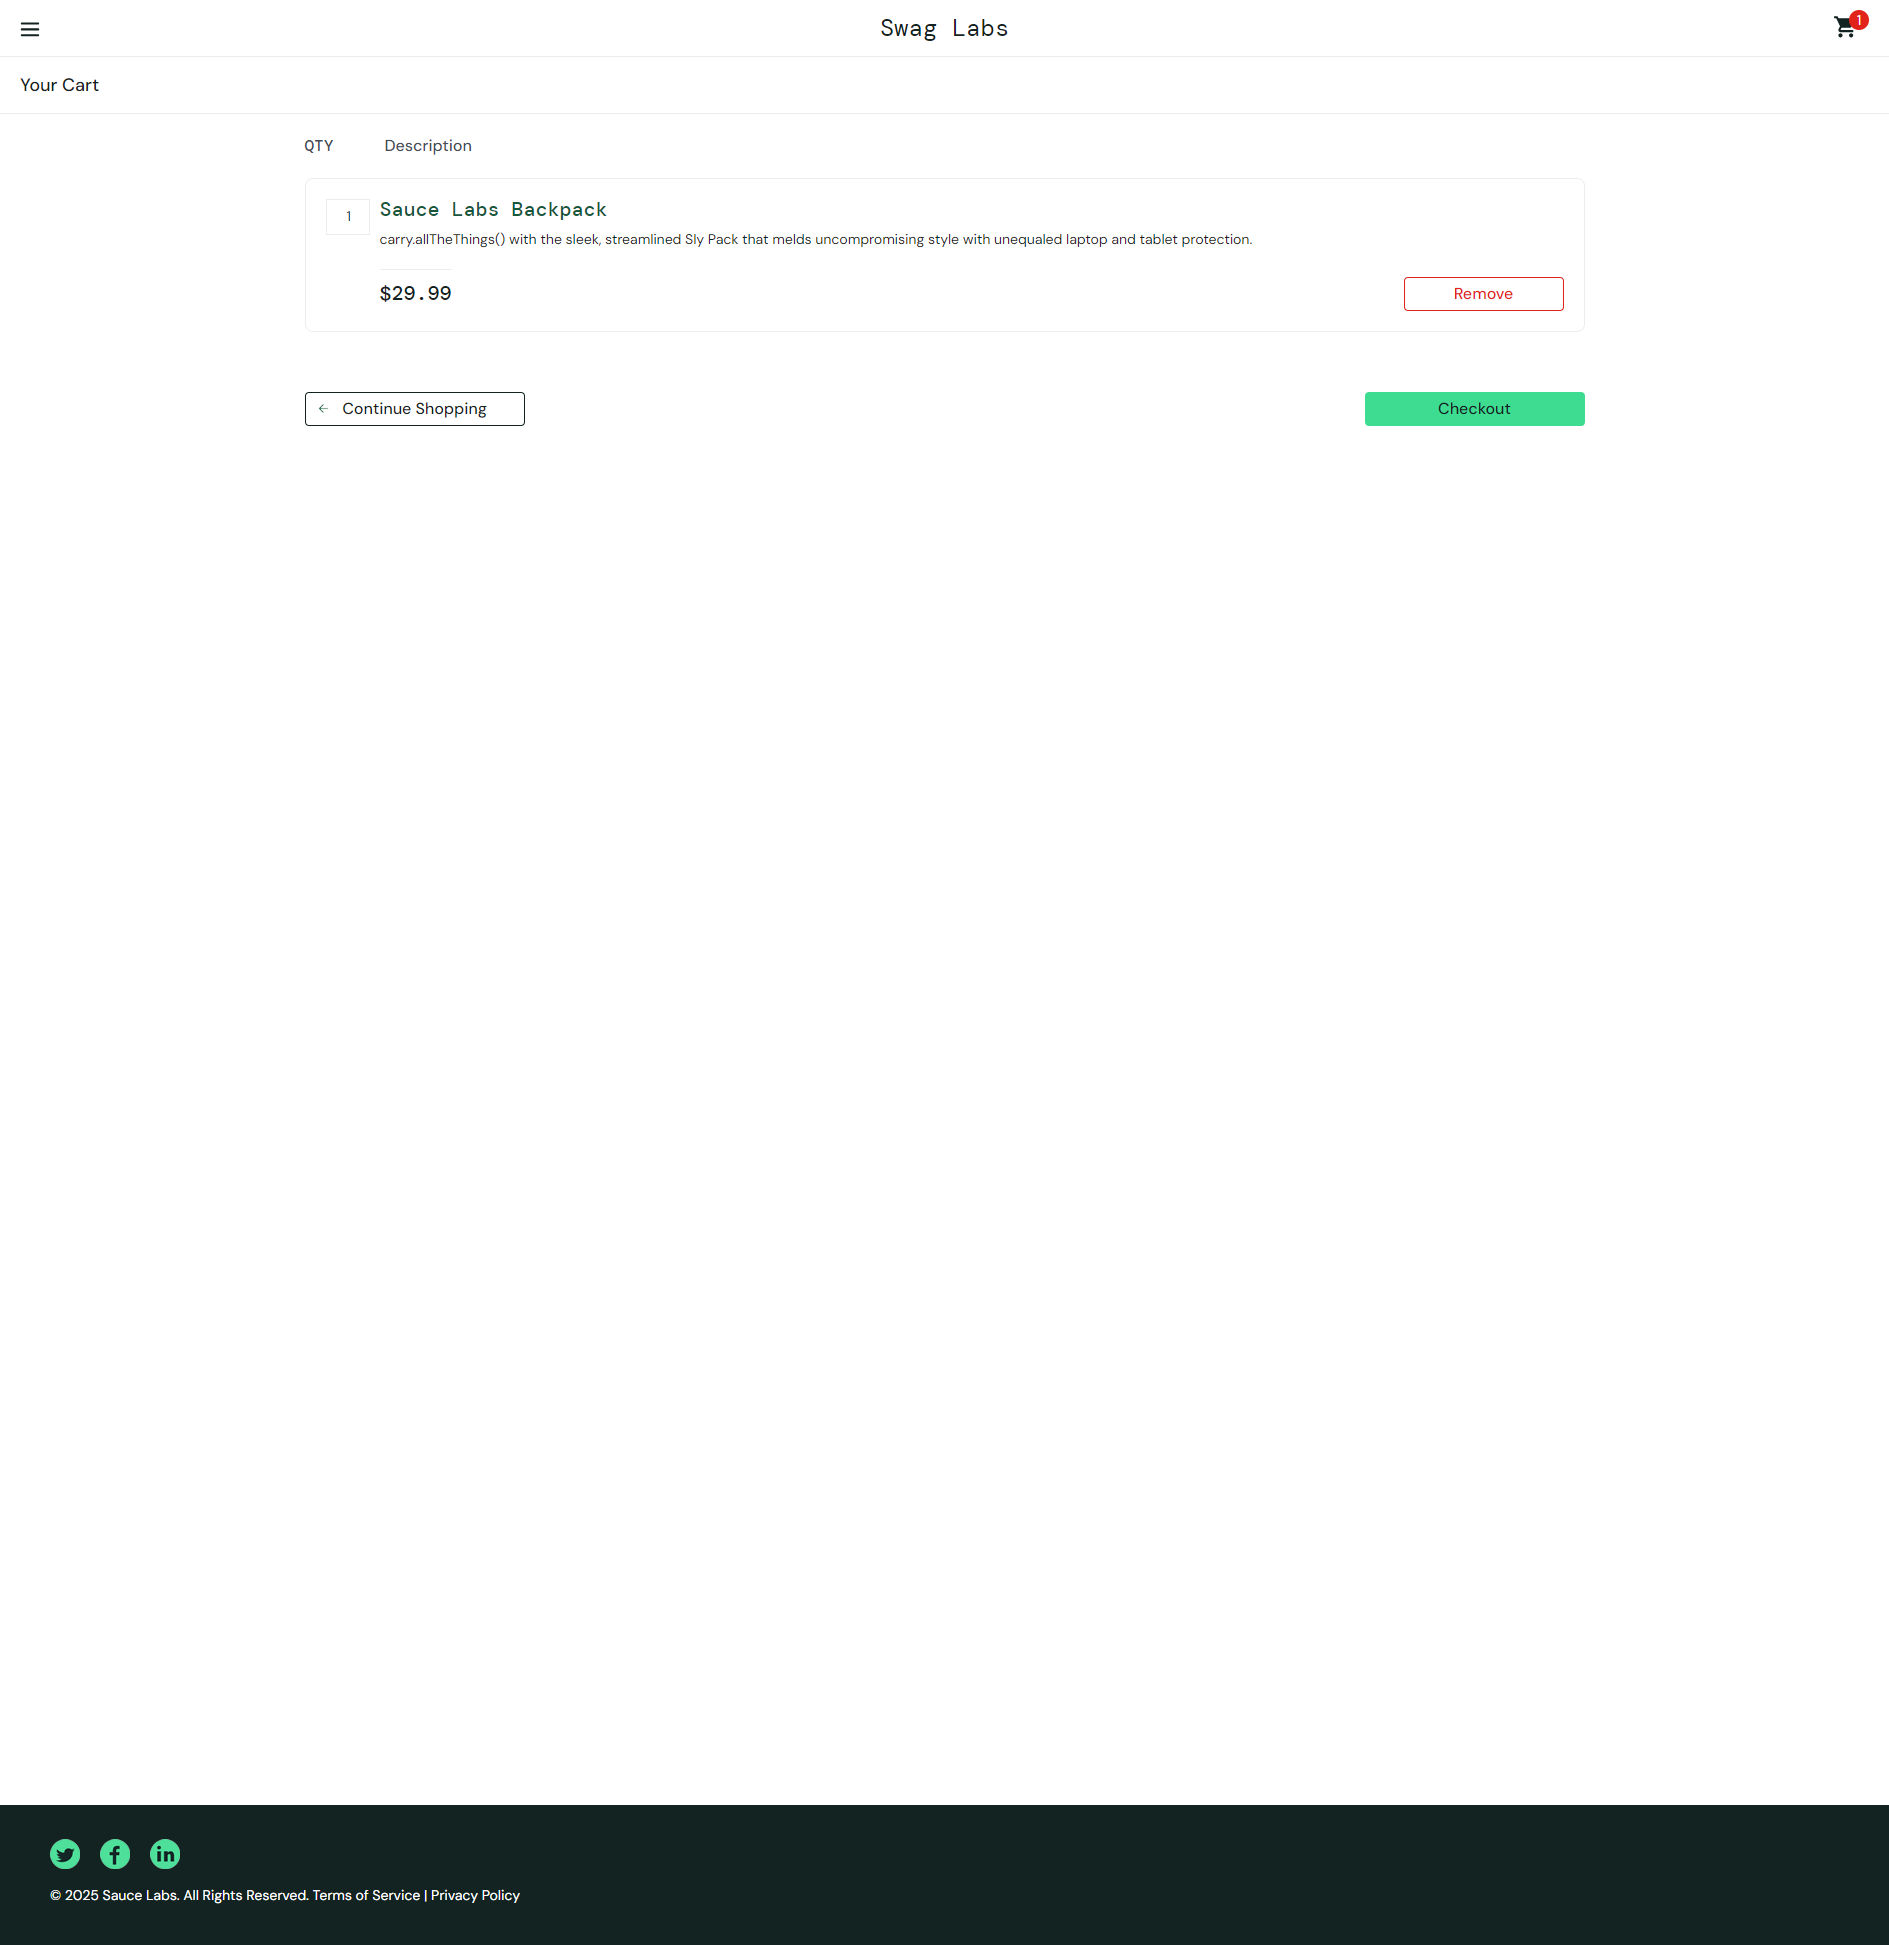 Swag Labs
1
Your Cart
QTY Description
1
Sauce Labs Backpack
carry.allTheThings() with the sleek, streamlined Sly Pack that melds uncompromising style with unequaled laptop and tablet protection.
$29.99
Remove
Continue Shopping
Checkout
© 2025 Sauce Labs. All Rights Reserved. Terms of Service | Privacy Policy